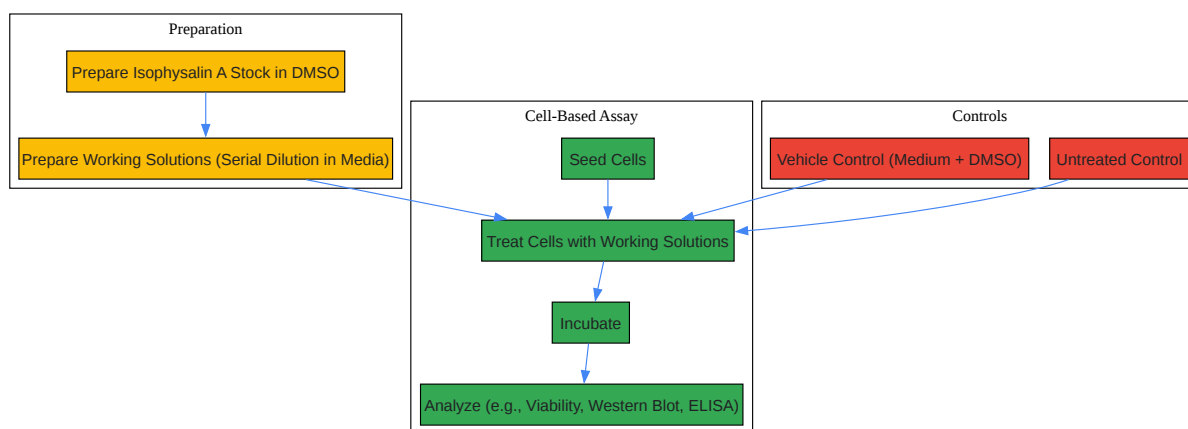 Preparation
Prepare Isophysalin A Stock in DMSO
Prepare Working Solutions (Serial Dilution in Media)
Cell-Based Assay
Seed Cells
Treat Cells with Working Solutions
Incubate
Analyze (e.g., Viability, Western Blot, ELISA)
Controls
Vehicle Control (Medium + DMSO)
Untreated Control